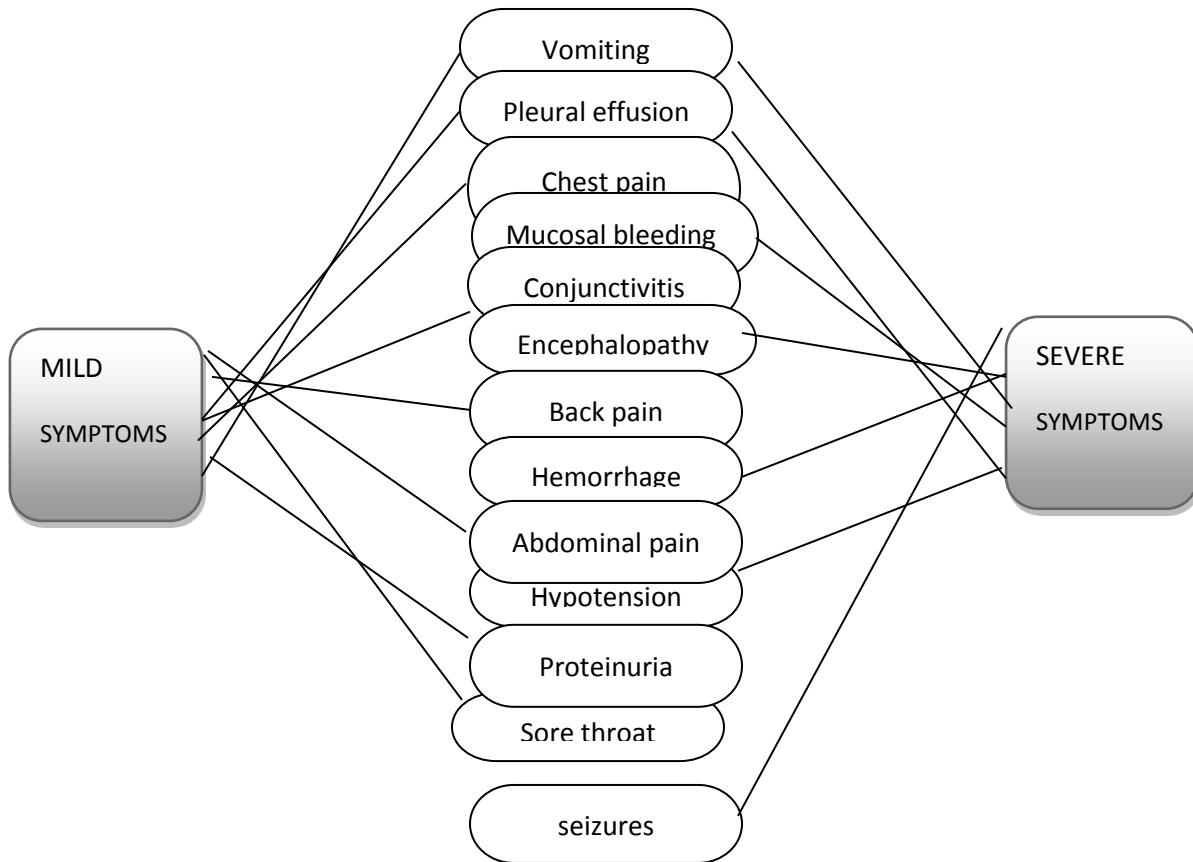 Vomiting
Pleural effusion
Chest pain
Mucosal bleeding
Conjunctivitis
Encephalopathy
MILD
SYMPTOMS
SEVERE
SYMPTOMS
Back pain
Hemorrhage
Abdominal pain
Hypotension
Proteinuria
Sore throat
seizures